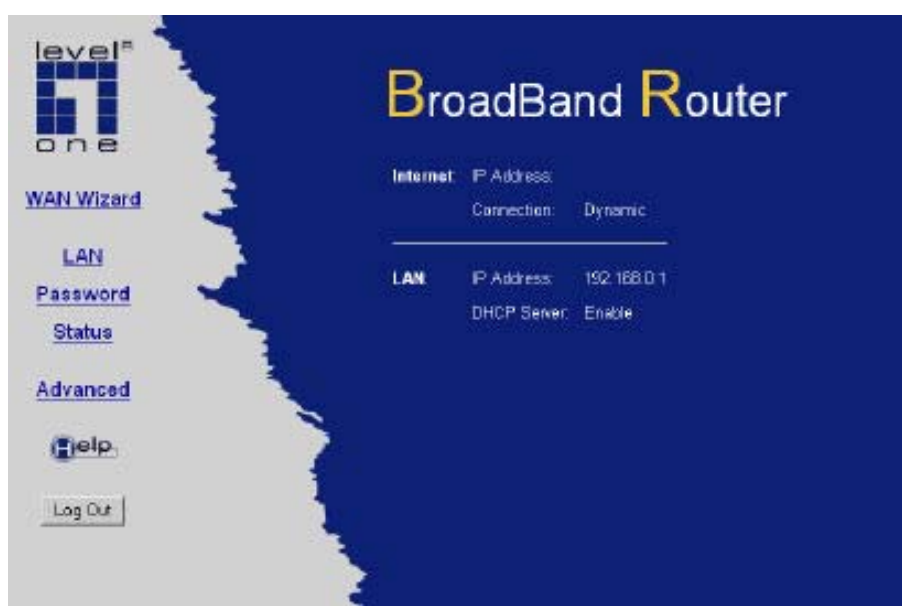 level®
one
WAN Wizard
LAN
Password
Status
Advanced
Help
Log Out
BroadBand Router
Internet IP Address:
Connection: Dynamic
LAN IP Address: 192.168.0.1
DHCP Server: Enable